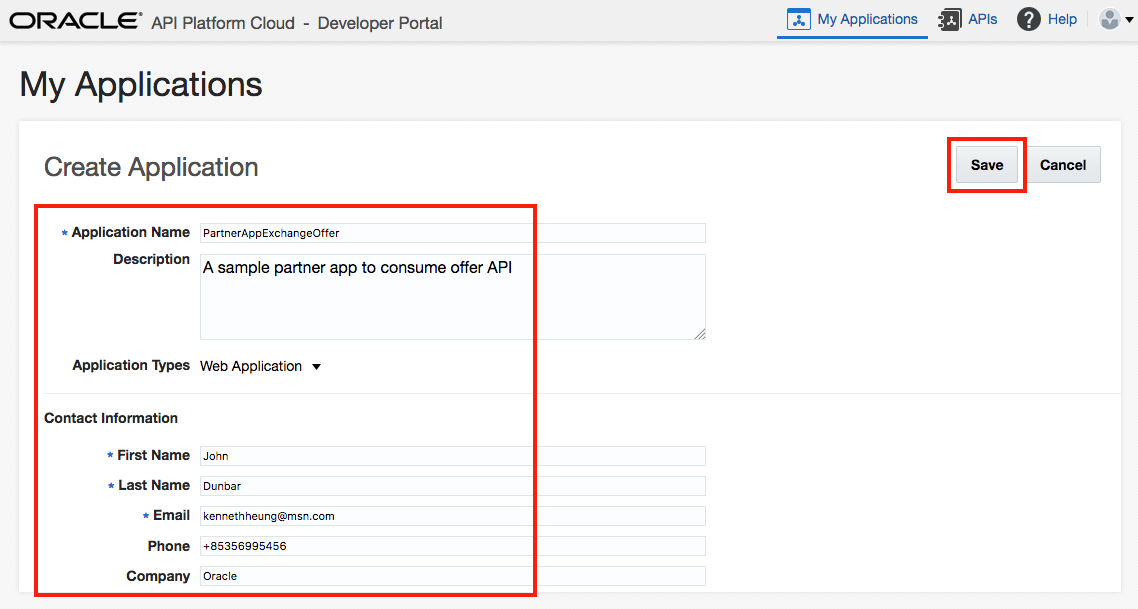 ORACLE® API Platform Cloud - Developer Portal My Applications APIs ? Help
My Applications
Create Application Save Cancel
* Application Name PartnerAppExchangeOffer
Description A sample partner app to consume offer API
Application Types Web Application
Contact Information
* First Name John
* Last Name Dunbar
* Email kennethheung@msn.com
Phone +85356995456
Company Oracle